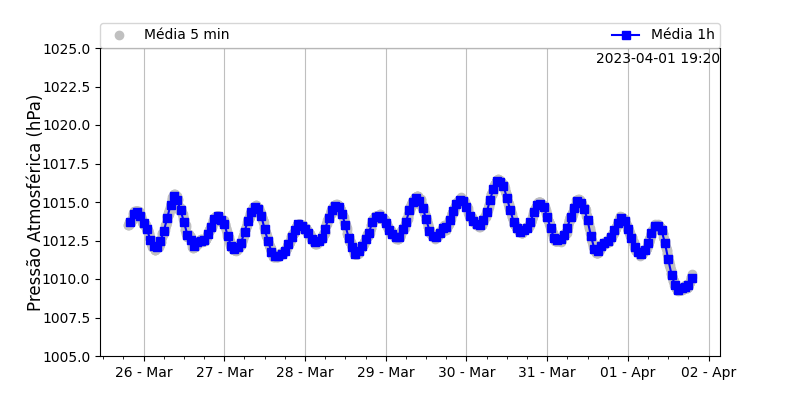 Média 5 min
Média 1h
2023-04-01 19:20
Pressão Atmosférica (hPa)
1025.0
1022.5
1020.0
1017.5
1015.0
1012.5
1010.0
1007.5
1005.0
26 - Mar
27 - Mar
28 - Mar
29 - Mar
30 - Mar
31 - Mar
01 - Apr
02 - Apr